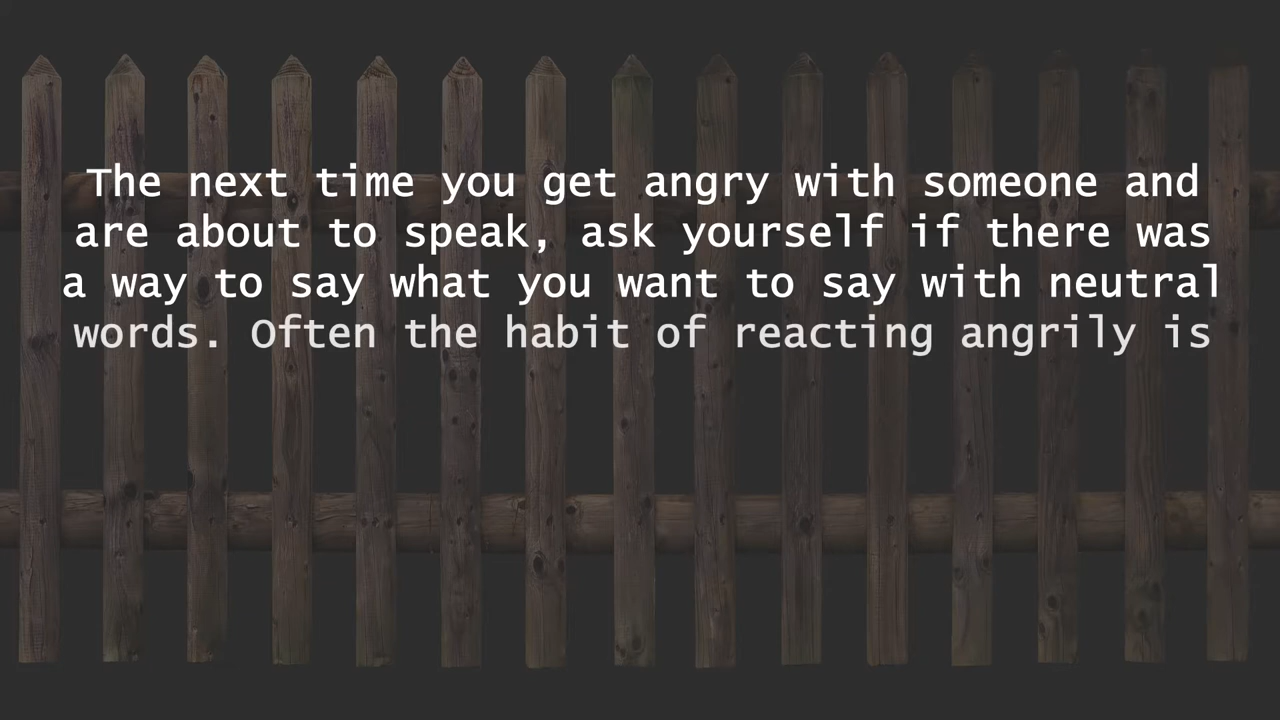 The next time you get angry with someone and
are about to speak, ask yourself if there was
a way to say what you want to say with neutral
words. Often the habit of reacting angrily is